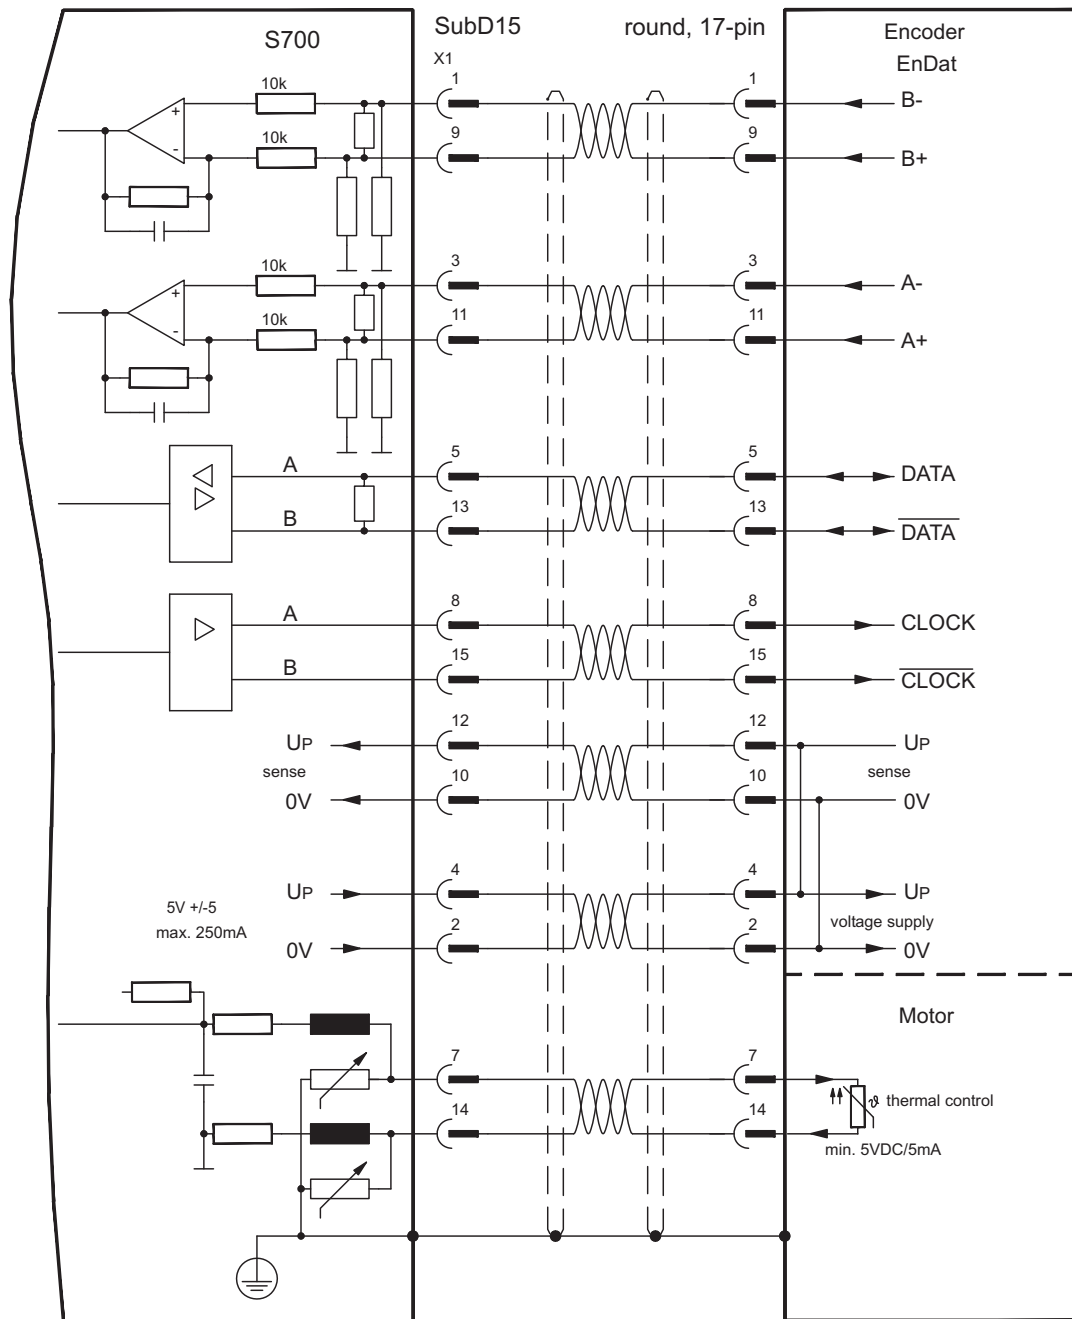 S700
SubD15
round, 17-pin
Encoder
EnDat
X1
10k
1
1
B-
+
-
10k
9
9
B+
10k
3
3
A-
+
-
10k
11
11
A+
A
5
5
DATA
B
13
13
DATA
A
8
8
CLOCK
B
15
15
CLOCK
UP
12
12
UP
sense
sense
0V
10
10
0V
UP
4
4
UP
5V +/-5
max. 250mA
voltage supply
0V
2
2
0V
Motor
7
7
ϑ thermal control
14
14
min. 5VDC/5mA